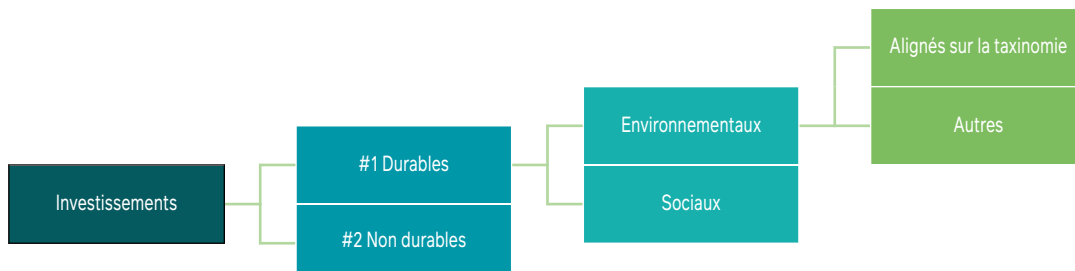 Investissements
#1 Durables
#2 Non durables
Environnementaux
Sociaux
Alignés sur la taxinomie
Autres